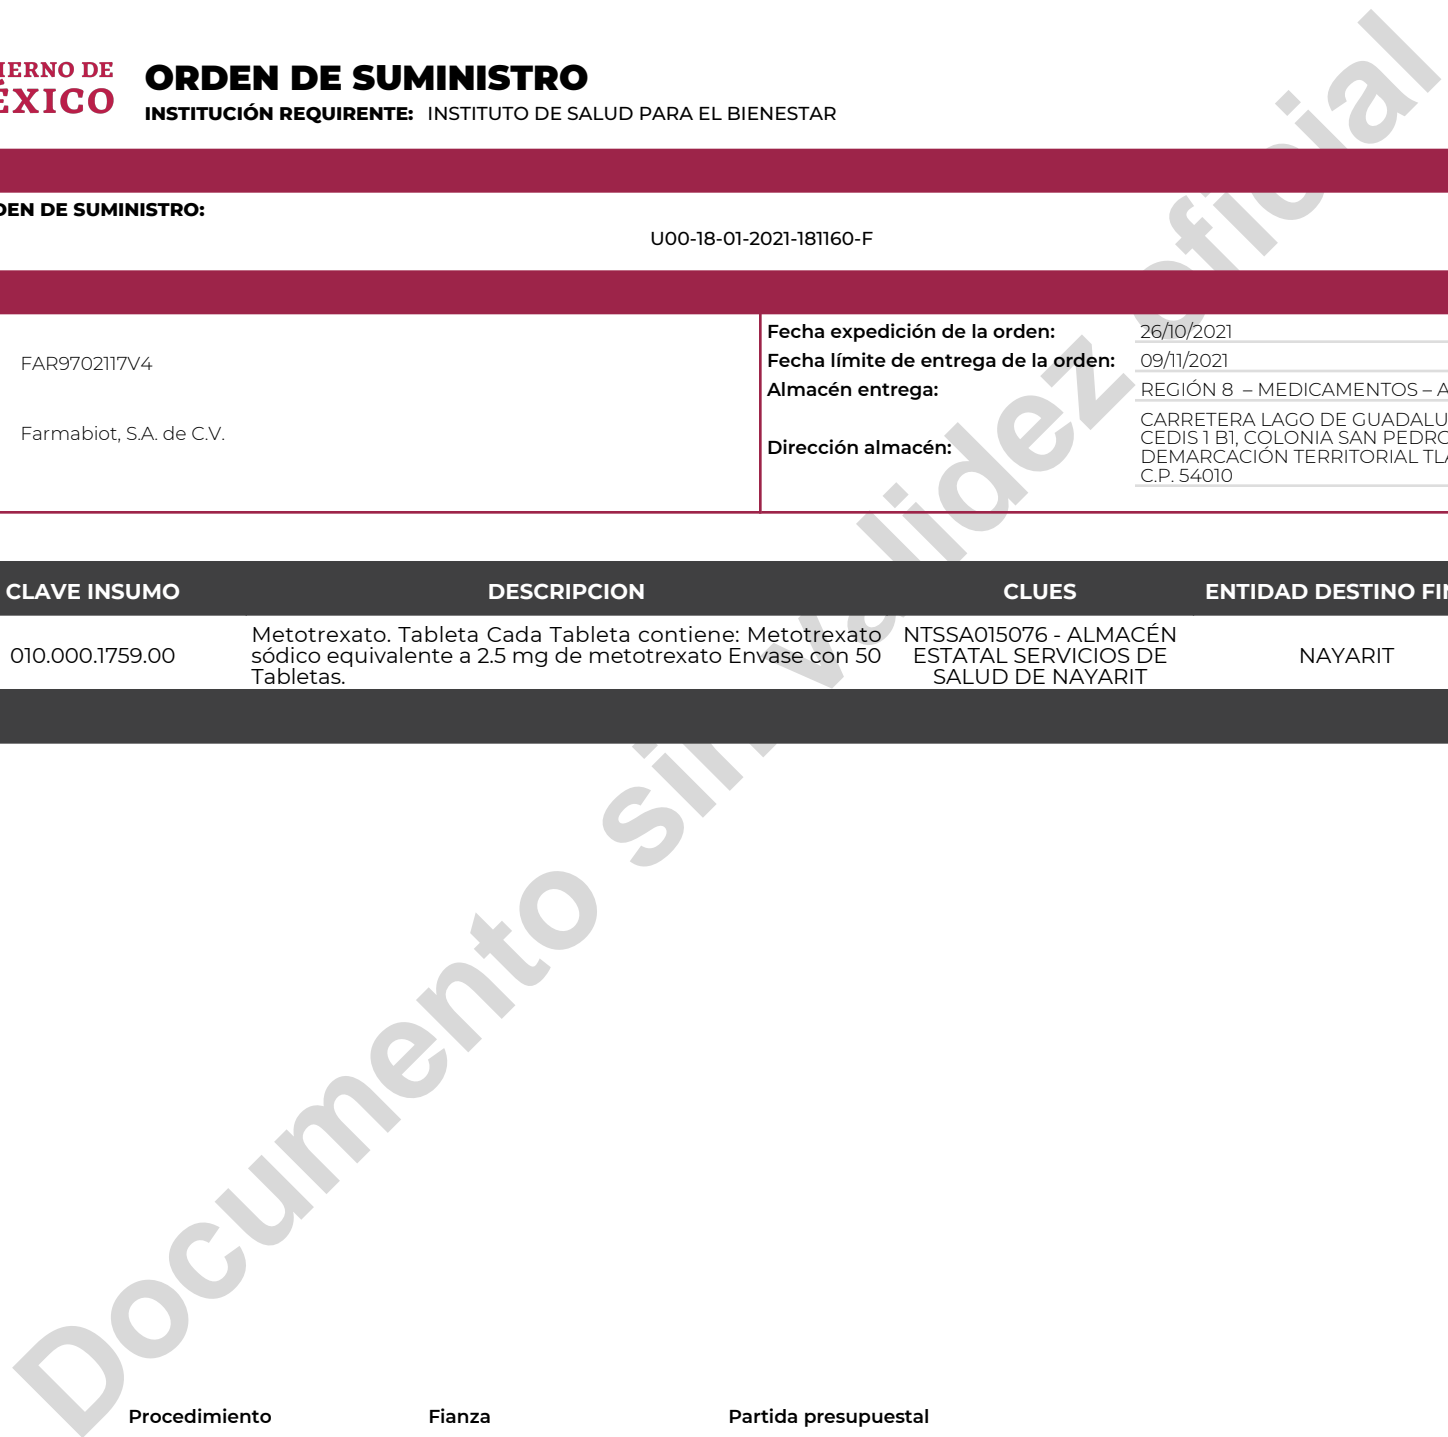 IERNO DE
ÉXICO
ORDEN DE SUMINISTRO
INSTITUCIÓN REQUIRENTE: INSTITUTO DE SALUD PARA EL BIENESTAR
DEN DE SUMINISTRO:
U00-18-01-2021-181160-F
FAR9702117V4
Farmabiot, S.A. de C.V.
Fecha expedición de la orden: 26/10/2021
Fecha límite de entrega de la orden: 09/11/2021
Almacén entrega: REGIÓN 8 – MEDICAMENTOS – A
Dirección almacén:
CARRETERA LAGO DE GUADALU
CEDIS 1 B1, COLONIA SAN PEDRO
DEMARCACIÓN TERRITORIAL TLA
C.P. 54010
CLAVE INSUMO DESCRIPCION CLUES ENTIDAD DESTINO FIN
010.000.1759.00
Metotrexato. Tableta Cada Tableta contiene: Metotrexato
sódico equivalente a 2.5 mg de metotrexato Envase con 50
Tabletas.
NTSSA015076 - ALMACÉN
ESTATAL SERVICIOS DE
SALUD DE NAYARIT
NAYARIT
Documento sin validez oficial
Procedimiento Fianza Partida presupuestal